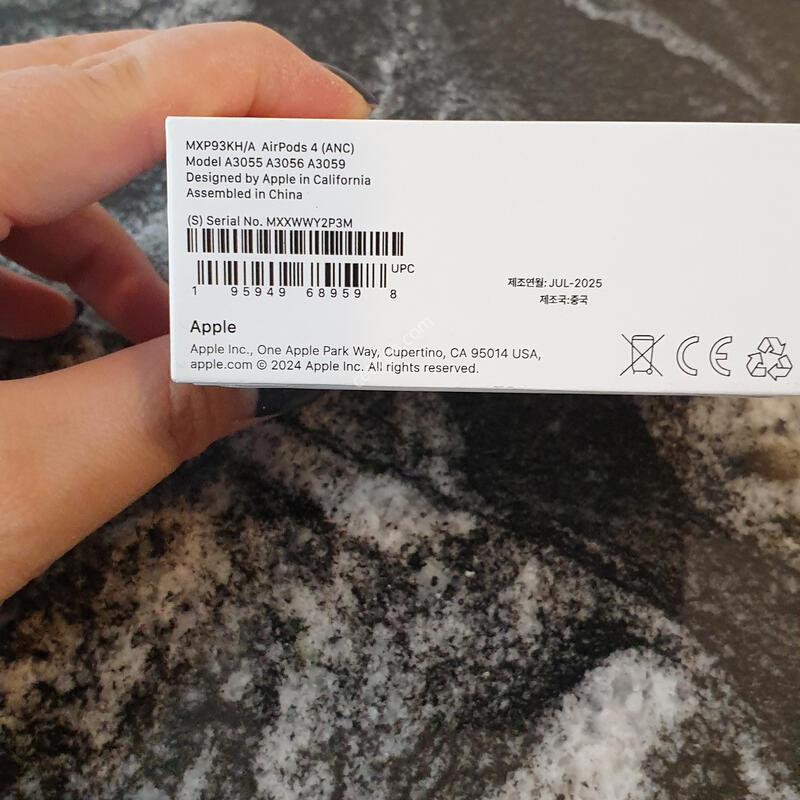 MXP93KH/A AirPods 4 (ANC)
Model A3055 A3056 A3059
Designed by Apple in California
Assembled in China
(S) Serial No. MXXWWY2P3M
UPC
1 95949 68959 8
제조연월: JUL-2025
제조국:중국
Apple
Apple Inc., One Apple Park Way, Cupertino, CA 95014 USA,
apple.com © 2024 Apple Inc. All rights reserved.
CE